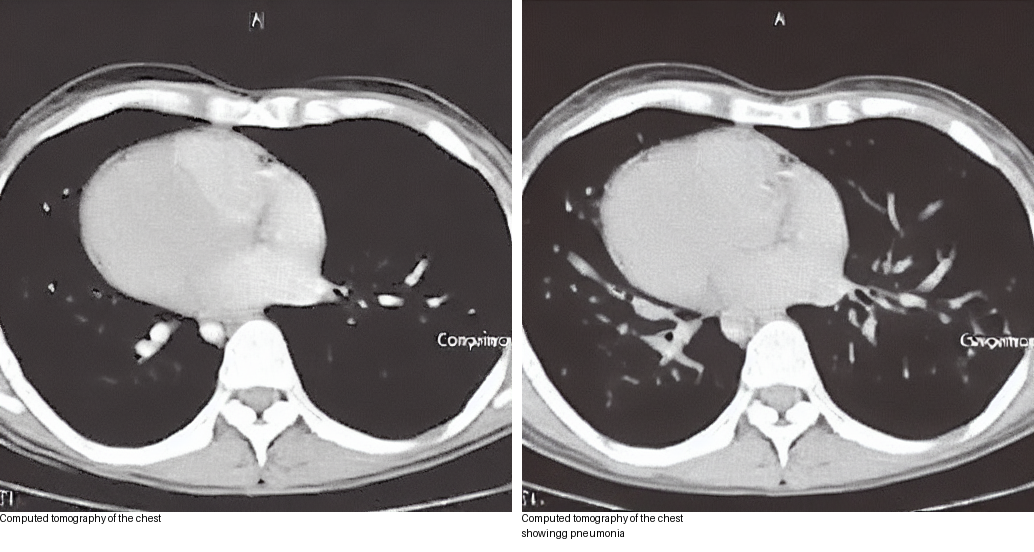 A
A
Computed tomography of the chest
Computed tomography of the chest
showingg pneumonia